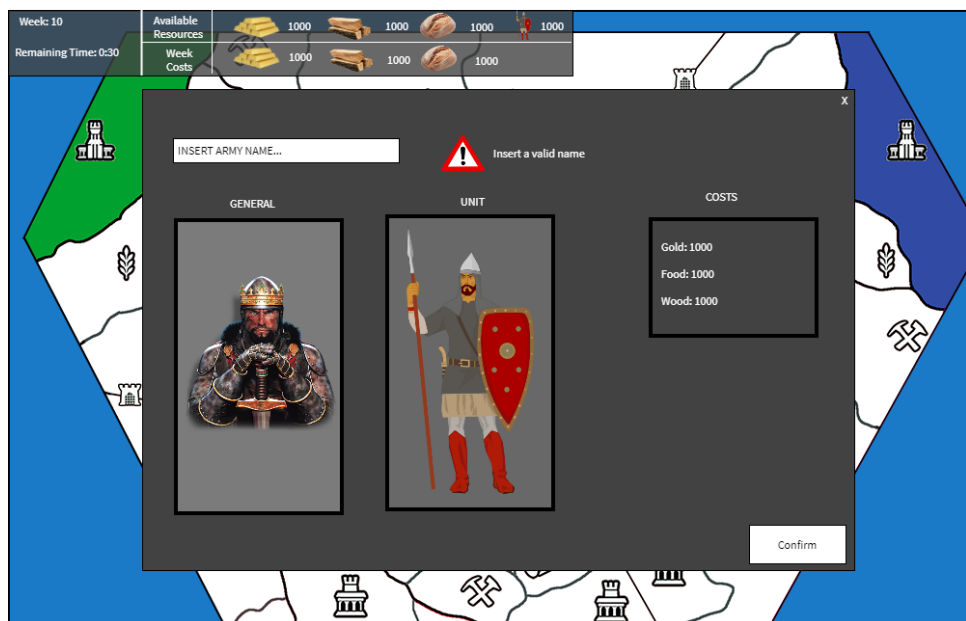 Week: 10
Remaining Time: 0:30
Available
Resources
1000
1000
1000
1000
Week
Costs
1000
1000
1000
X
INSERT ARMY NAME...
Insert a valid name
GENERAL
UNIT
COSTS
Gold: 1000
Food: 1000
Wood: 1000
Confirm